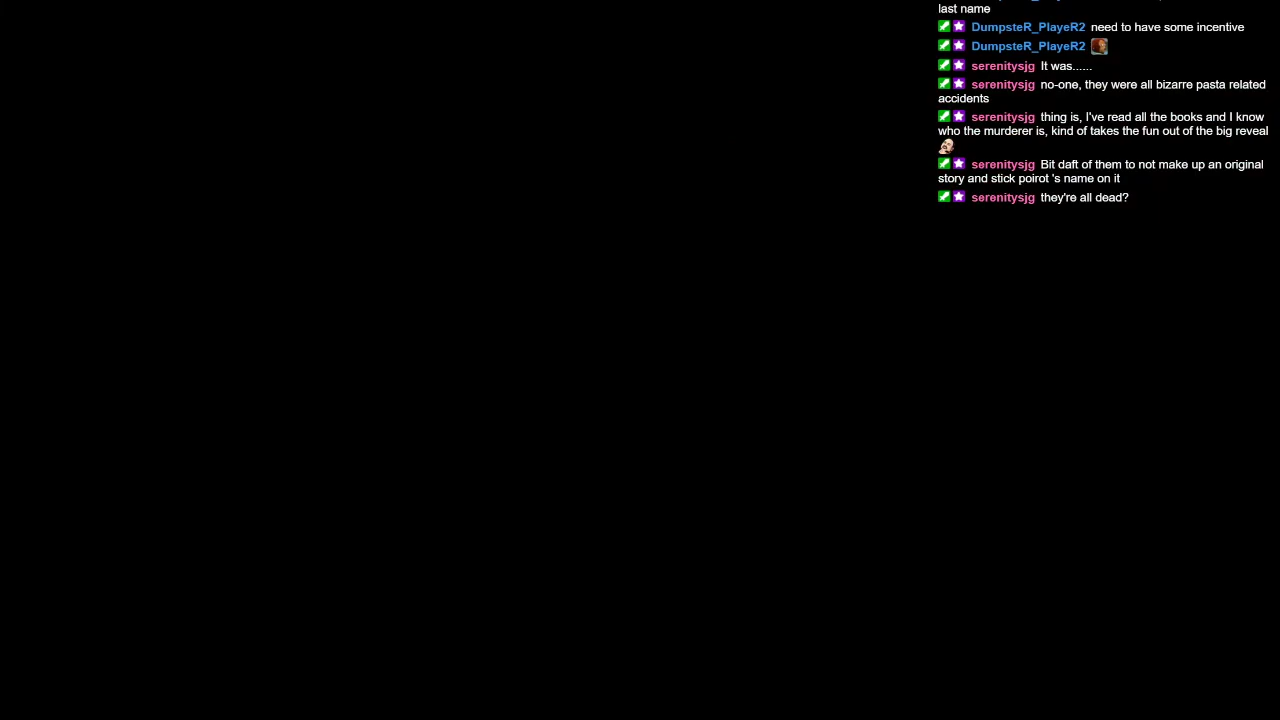 last name
DumpsteR_PlayeR2 need to have some incentive
DumpsteR_PlayeR2
serenitysjg It was......
serenitysjg no-one, they were all bizarre pasta related
accidents
serenitysjg thing is, I've read all the books and I know
who the murderer is, kind of takes the fun out of the big reveal
serenitysjg Bit daft of them to not make up an original
story and stick poirot 's name on it
serenitysjg they're all dead?